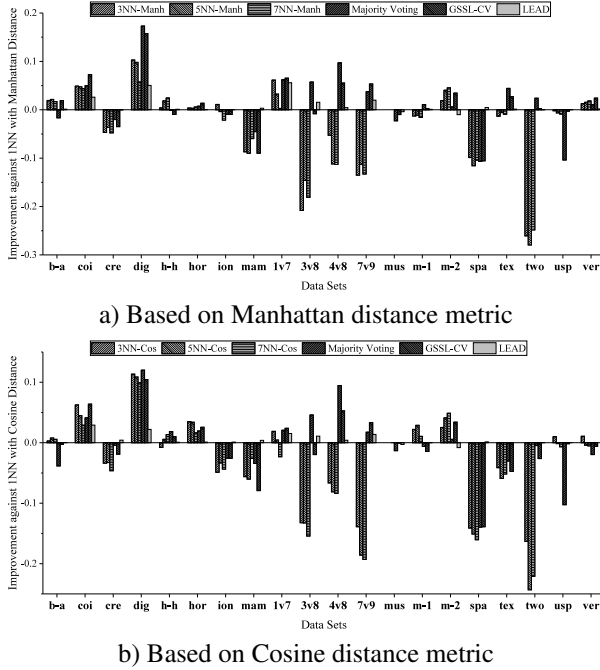 3NN-Manh 5NN-Manh 7NN-Manh Majority Voting GSSL-CV LEAD
Improvement against 1NN with Manhattan Distance
0.2
0.1
0.0
-0.1
-0.2
-0.3
b-a coi cre dig h-h hor ion mam 1v7 3v8 4v8 7v9 mus m-1 m-2 spa tex two usp ver
Data Sets
a) Based on Manhattan distance metric
3NN-Cos 5NN-Cos 7NN-Cos Majority Voting GSSL-CV LEAD
Improvement against 1NN with Cosine Distance
0.1
0.0
-0.1
-0.2
b-a coi cre dig h-h hor ion mam 1v7 3v8 4v8 7v9 mus m-1 m-2 spa tex two usp ver
Data Sets
b) Based on Cosine distance metric